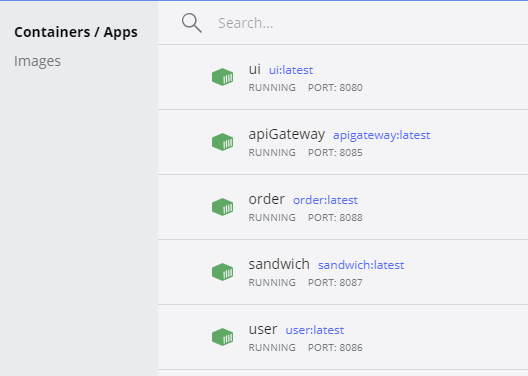 Containers / Apps
Images
Search...
ui ui:latest
RUNNING PORT: 8080
apiGateway apigateway:latest
RUNNING PORT: 8085
order order:latest
RUNNING PORT: 8088
sandwich sandwich:latest
RUNNING PORT: 8087
user user:latest
RUNNING PORT: 8086